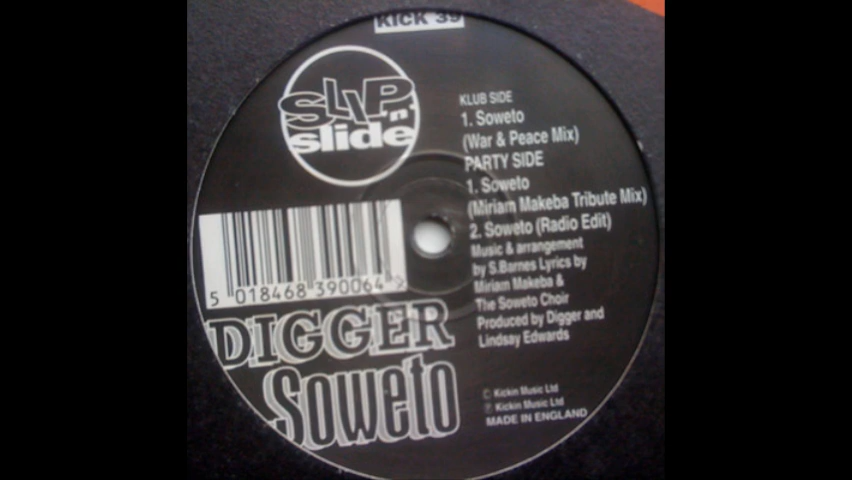 KICK 39
SLIP
n'
slide
KLUB SIDE
1. Soweto
(War & Peace Mix)
PARTY SIDE
1. Soweto
(Miriam Makeba Tribute Mix)
2. Soweto (Radio Edit)
Music & arrangement
by S.Barnes Lyrics by
Miriam Makeba &
The Soweto Choir
Produced by Digger and
Lindsay Edwards
5 018468 390064 >
DIGGER
Soweto
© Kickin Music Ltd
℗ Kickin Music Ltd
MADE IN ENGLAND